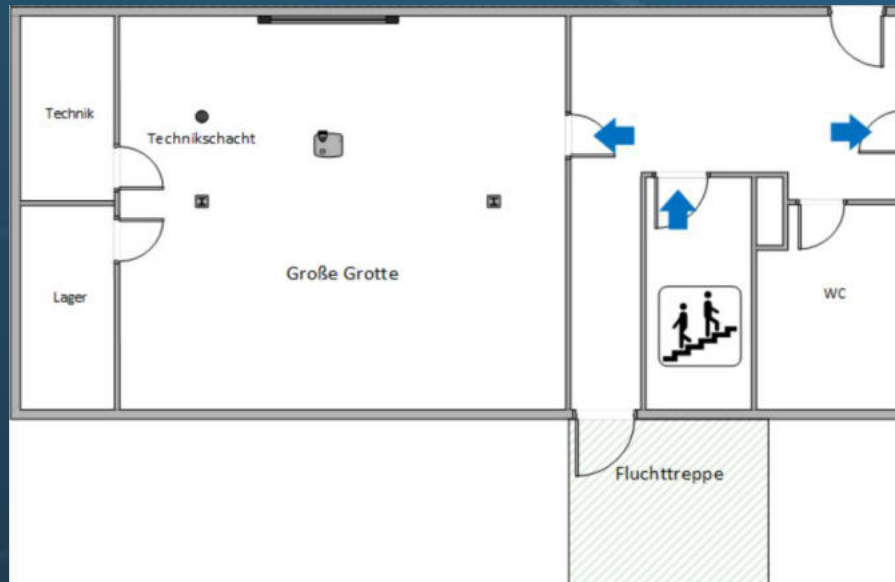 Technik
Technikschacht
Große Grotte
Lager
WC
Fluchttreppe